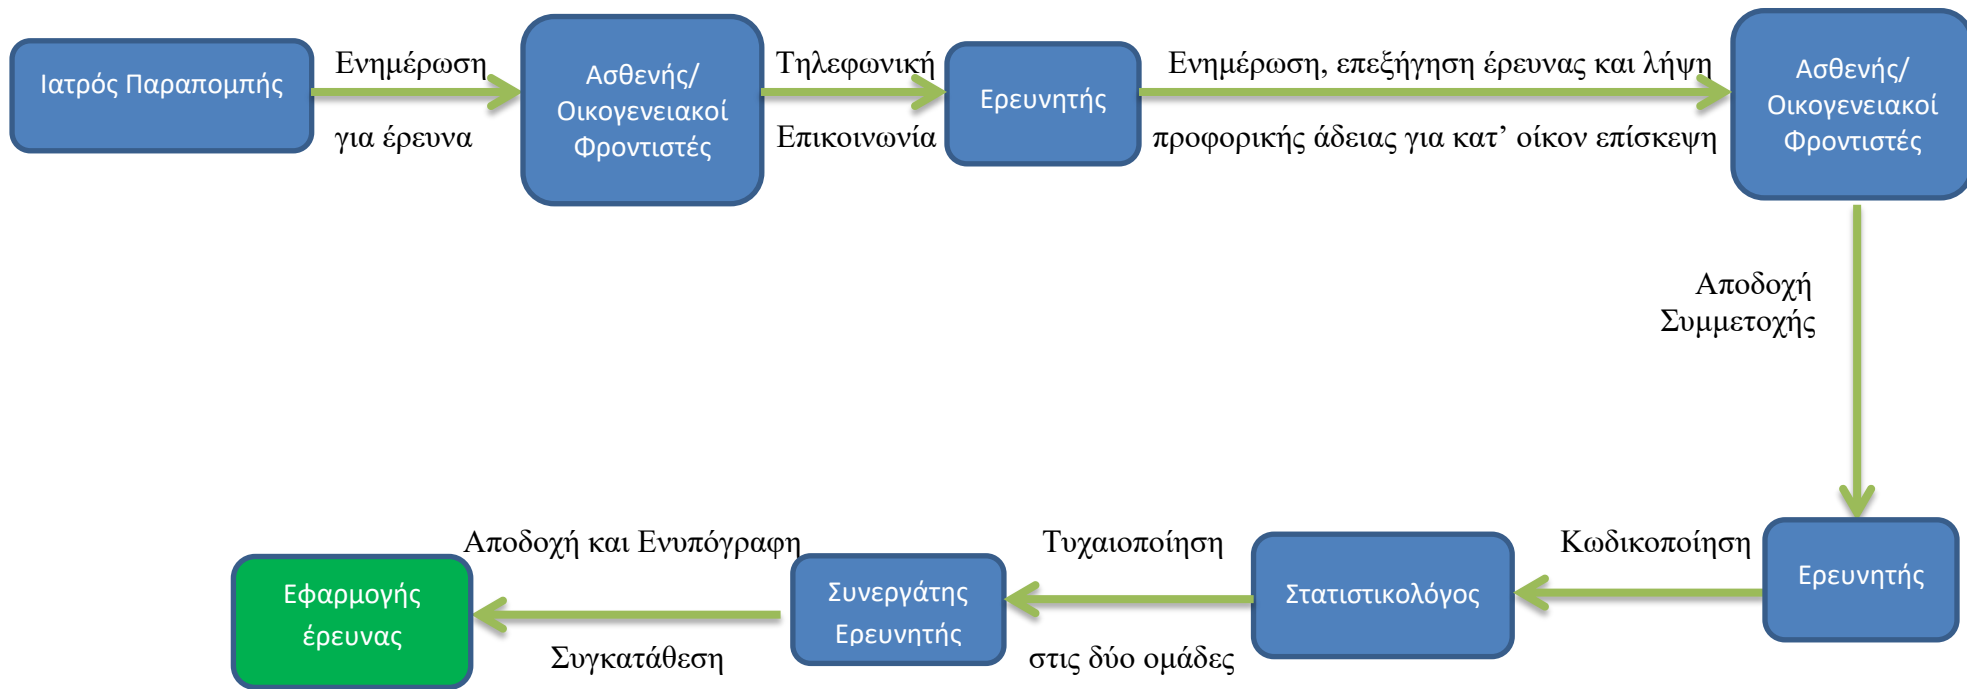 Ιατρός Παραπομπής
Ενημέρωση
για έρευνα
Ασθενής/
Οικογενειακοί
Φροντιστές
Τηλεφωνική
Επικοινωνία
Ερευνητής
Ενημέρωση, επεξήγηση έρευνας και λήψη
προφορικής άδειας για κατ’ οίκον επίσκεψη
Ασθενής/
Οικογενειακοί
Φροντιστές
Αποδοχή
Συμμετοχής
Ερευνητής
Κωδικοποίηση
Στατιστικολόγος
Τυχαιοποίηση
στις δύο ομάδες
Συνεργάτης
Ερευνητής
Αποδοχή και Ενυπόγραφη
Συγκατάθεση
Εφαρμογής
έρευνας